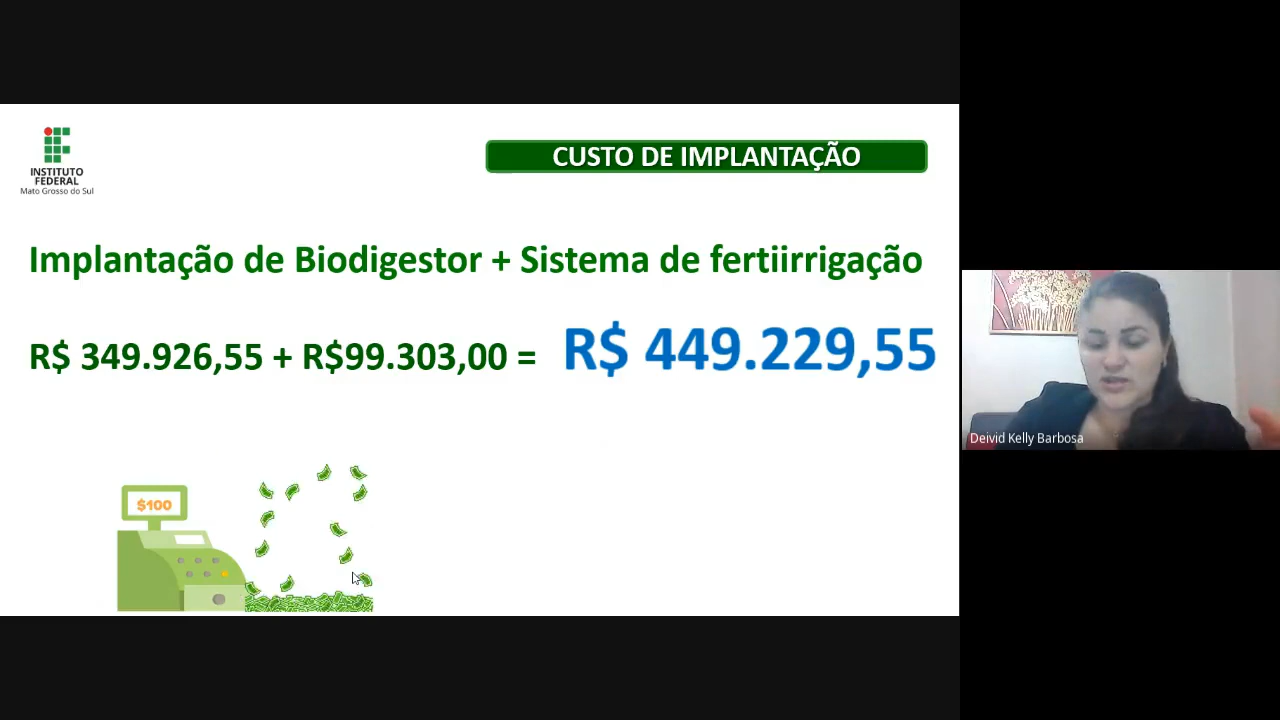 INSTITUTO
FEDERAL
Mato Grosso do Sul
CUSTO DE IMPLANTAÇÃO
Implantação de Biodigestor + Sistema de fertiirrigação
R$ 349.926,55 + R$99.303,00 = R$ 449.229,55
$100
Deivid Kelly Barbosa